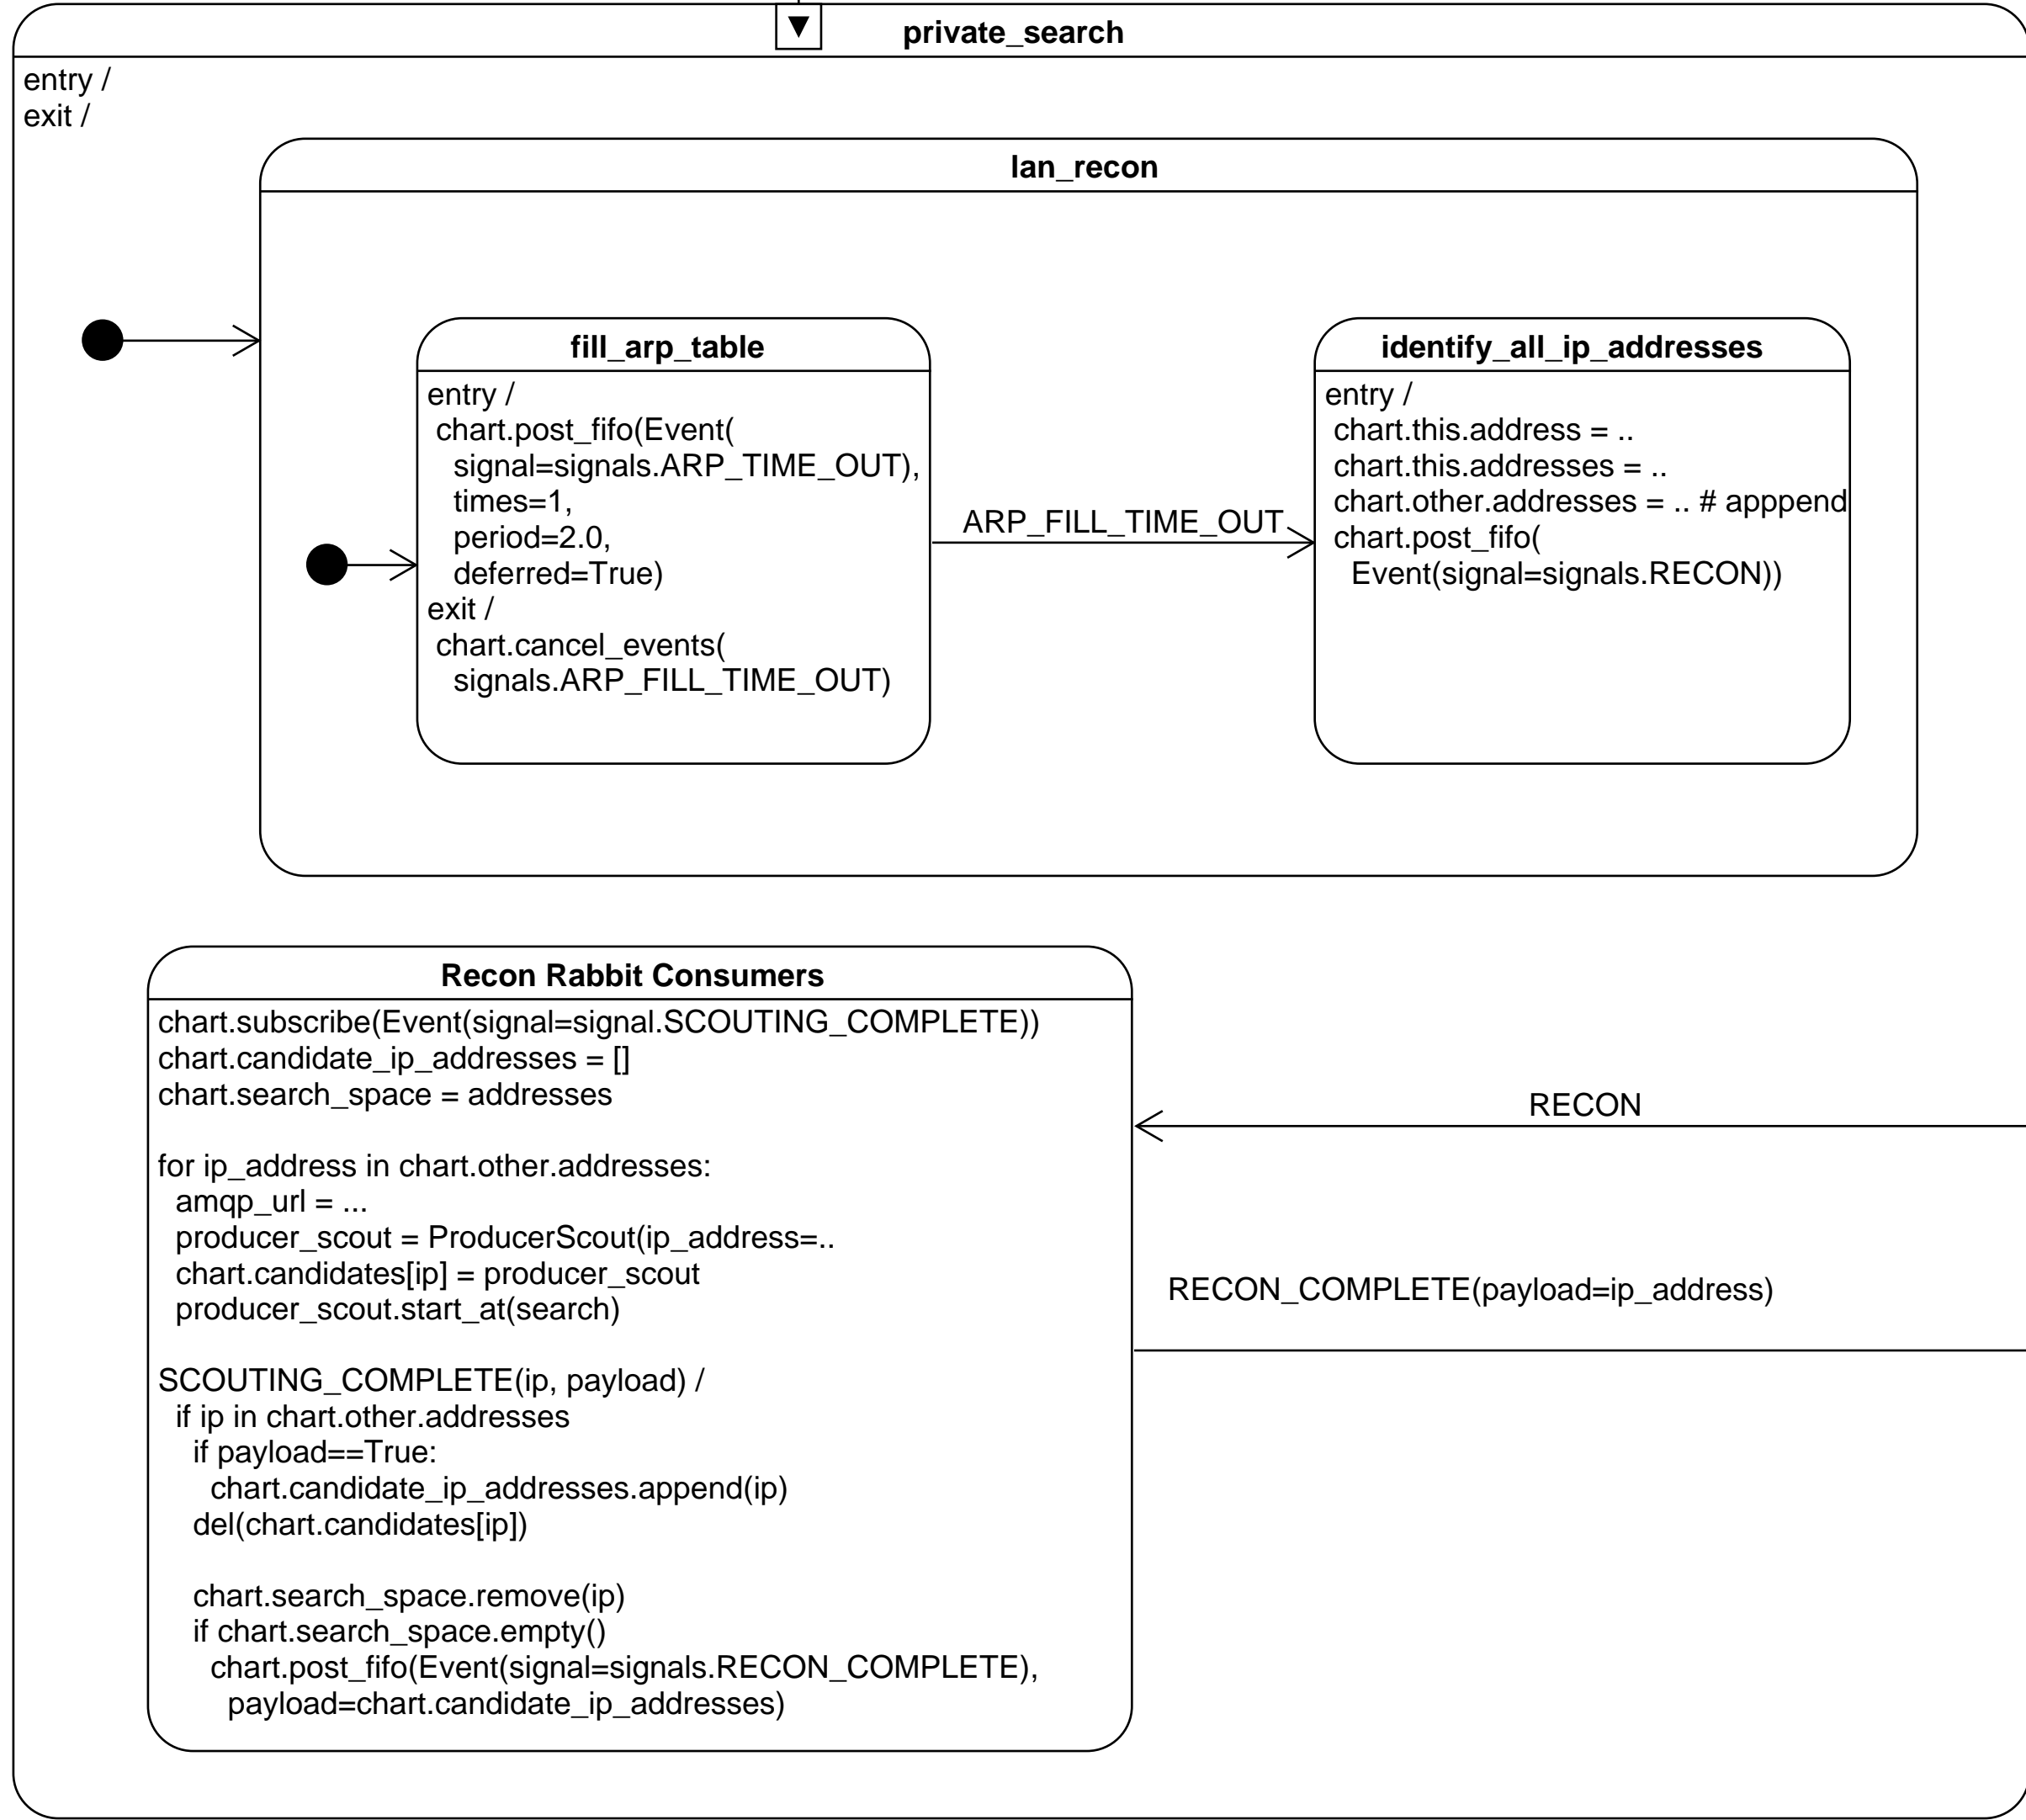 private_search
entry /
exit /
lan_recon
fill_arp_table
entry /
chart.post_fifo(Event(
signal=signals.ARP_TIME_OUT),
times=1,
period=2.0,
deferred=True)
exit /
chart.cancel_events(
signals.ARP_FILL_TIME_OUT)
ARP_FILL_TIME_OUT
identify_all_ip_addresses
entry /
chart.this.address = ..
chart.this.addresses = ..
chart.other.addresses = .. # apppend
chart.post_fifo(
Event(signal=signals.RECON))
Recon Rabbit Consumers
chart.subscribe(Event(signal=signal.SCOUTING_COMPLETE))
chart.candidate_ip_addresses = []
chart.search_space = addresses
for ip_address in chart.other.addresses:
amqp_url = ...
producer_scout = ProducerScout(ip_address=..
chart.candidates[ip] = producer_scout
producer_scout.start_at(search)
SCOUTING_COMPLETE(ip, payload) /
if ip in chart.other.addresses
if payload==True:
chart.candidate_ip_addresses.append(ip)
del(chart.candidates[ip])
chart.search_space.remove(ip)
if chart.search_space.empty()
chart.post_fifo(Event(signal=signals.RECON_COMPLETE),
payload=chart.candidate_ip_addresses)
RECON
RECON_COMPLETE(payload=ip_address)